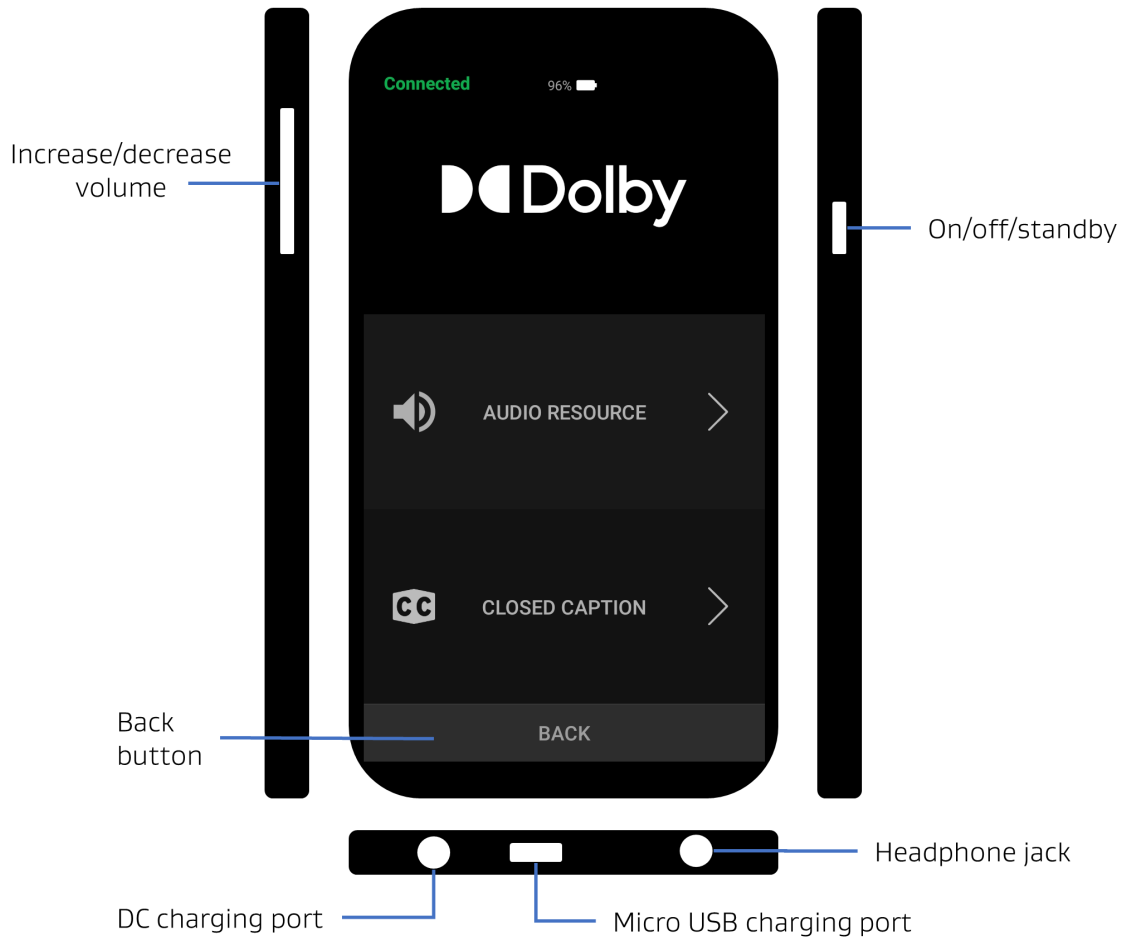 Connected
96%
Dolby
Increase/decrease
volume
On/off/standby
AUDIO RESOURCE
CC
CLOSED CAPTION
Back
button
BACK
Headphone jack
DC charging port
Micro USB charging port